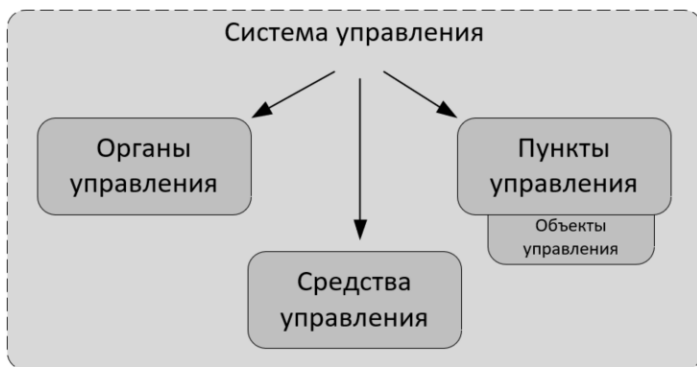 Система управления
Органы
управления
Пункты
управления
Объекты
управления
Средства
управления